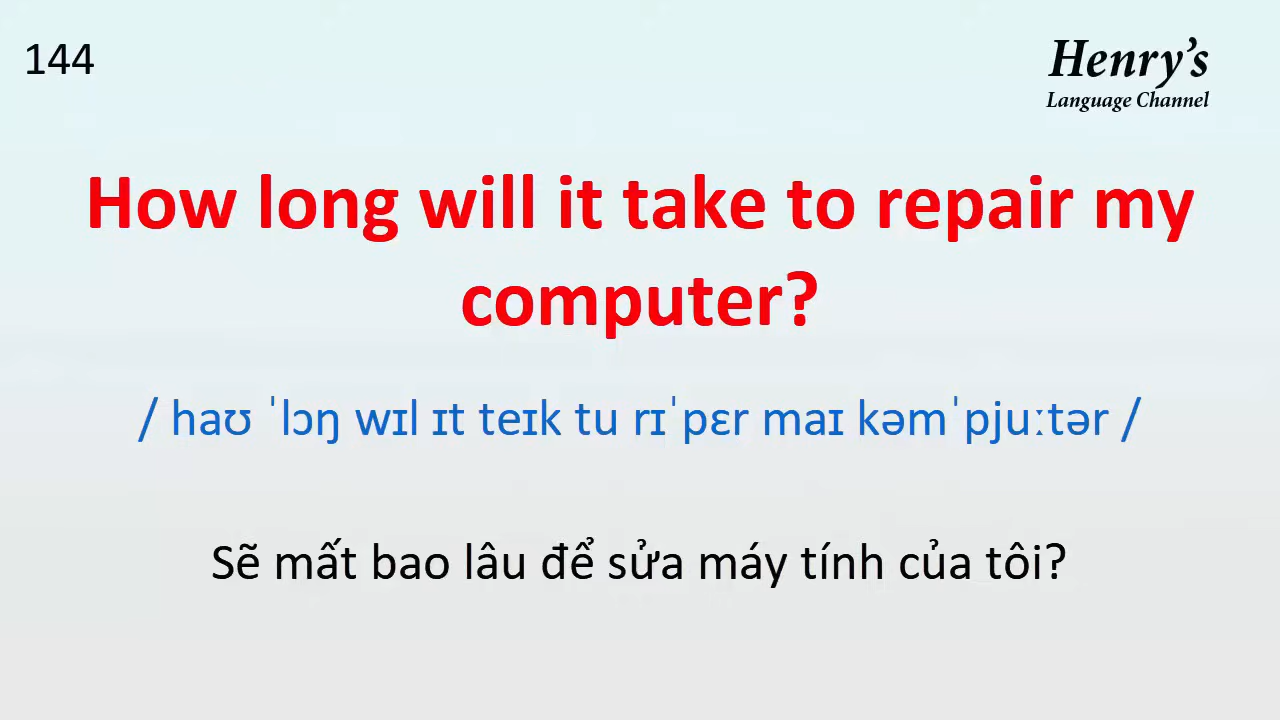 144
Henry's
Language Channel
How long will it take to repair my
computer?
/ haʊ ˈlɔŋ wɪl ɪt teɪk tu rɪˈpɛr maɪ kəmˈpjuːtər /
Sẽ mất bao lâu để sửa máy tính của tôi?